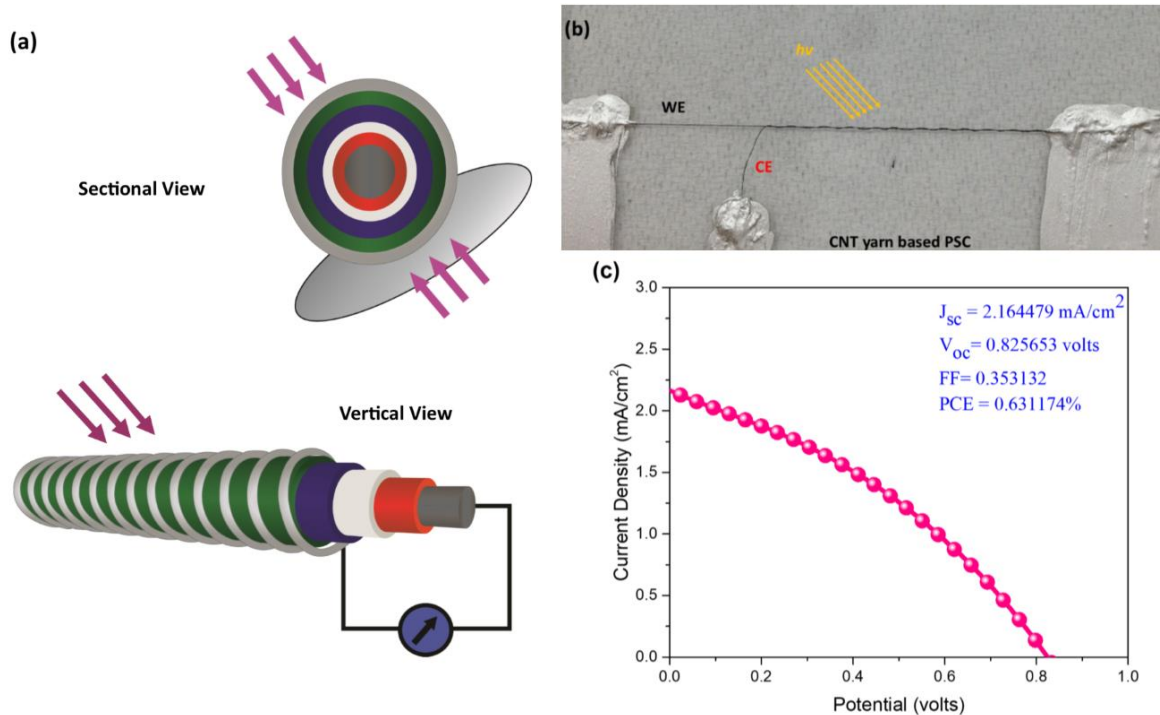 (a)
Sectional View
Vertical View
(b)
hv
WE
CE
CNT yarn based PSC
(c)
J_sc = 2.164479 mA/cm²
V_oc= 0.825653 volts
FF= 0.353132
PCE = 0.631174%
Current Density (mA/cm²)
3.0
2.5
2.0
1.5
1.0
0.5
0.0
0.0 0.2 0.4 0.6 0.8 1.0
Potential (volts)